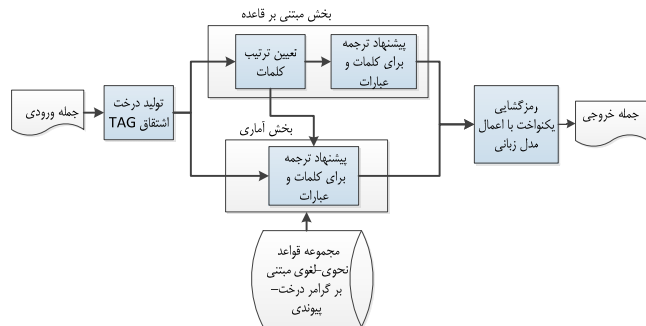 بخش مبتنی بر قاعده
تعیین ترتیب
کلمات
پیشنهاد ترجمه
برای کلمات و
عبارات
جمله ورودی
تولید درخت
اشتقاق TAG
رمزگشایی
یکنواخت با اعمال
مدل زبانی
جمله خروجی
بخش آماری
پیشنهاد ترجمه
برای کلمات و
عبارات
مجموعه قواعد
نحوی-لغوی مبتنی
بر گرامر درخت-
پیوندی